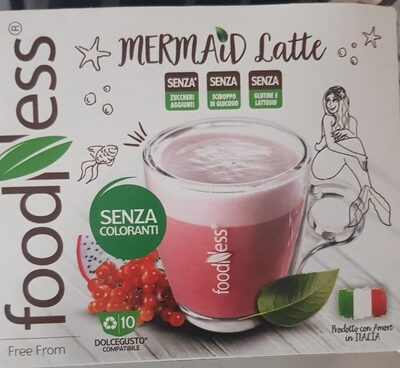 foodNess®
Free From
MERMAiD Latte
SENZA*
ZUCCHERI
AGGIUNTI
SENZA
SCIROPPO
DI GLUCOSIO
SENZA
GLUTINE E
LATTOSIO
SENZA
COLORANTI
foodNess®
10
DOLCEGUSTO*
COMPATIBILE
Prodotto con Amore
in ITALIA